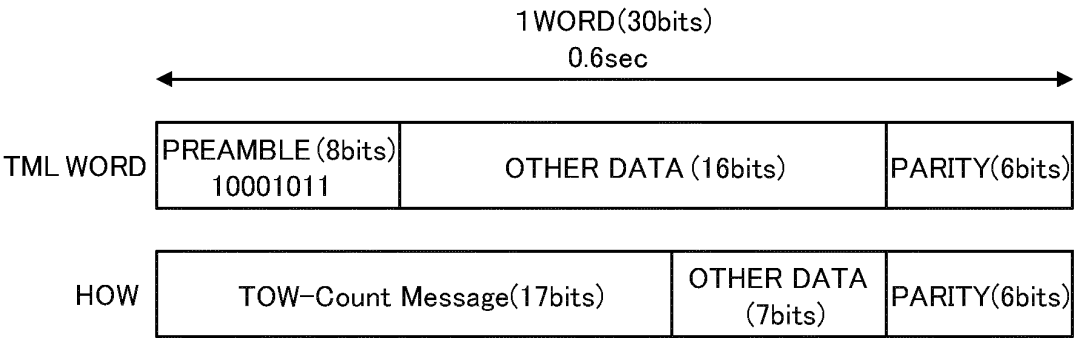 1WORD(30bits)
0.6sec
TML WORD
PREAMBLE(8bits)
10001011
OTHER DATA(16bits)
PARITY(6bits)
HOW
TOW-Count Message(17bits)
OTHER DATA
(7bits)
PARITY(6bits)